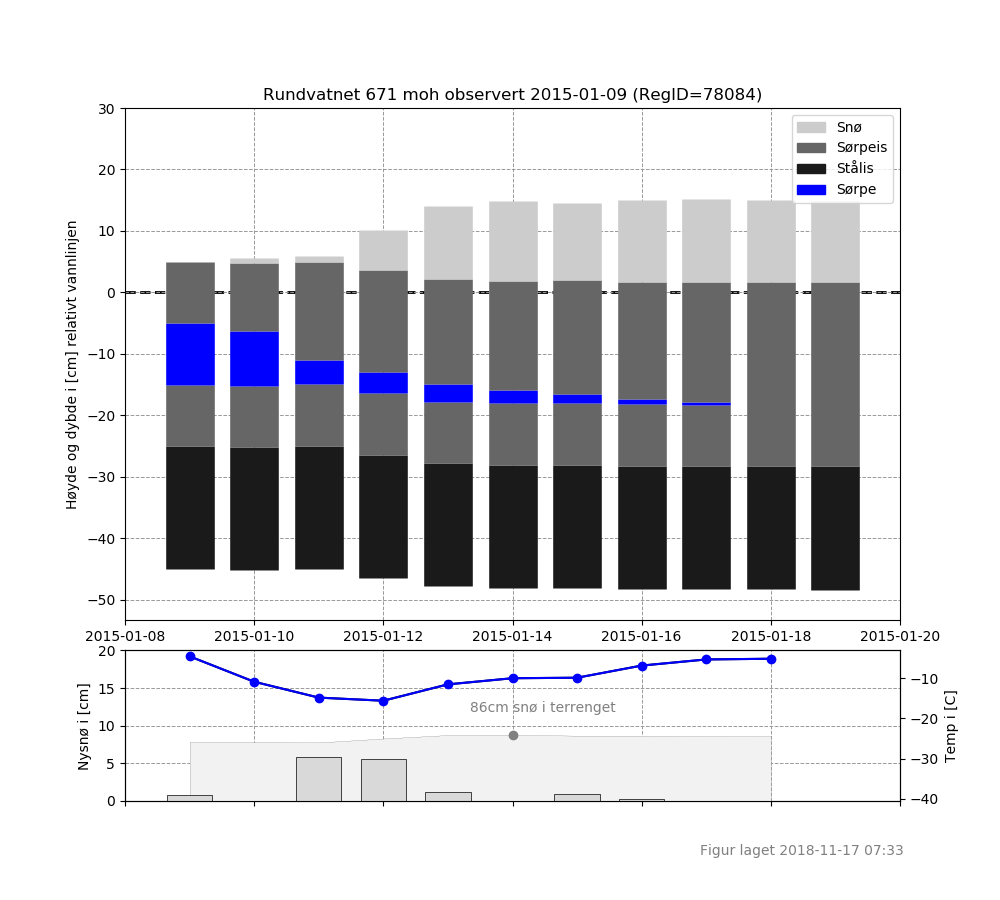 Rundvatnet 671 moh observert 2015-01-09 (RegID=78084)
Høyde og dybde i [cm] relativt vannlinjen
30
20
10
0
−10
−20
−30
−40
−50
Snø
Sørpeis
Stålis
Sørpe
2015-01-08
2015-01-10
2015-01-12
2015-01-14
2015-01-16
2015-01-18
2015-01-20
Nysnø i [cm]
20
15
10
5
0
86cm snø i terrenget
−10
−20
−30
−40
Temp i [C]
Figur laget 2018-11-17 07:33